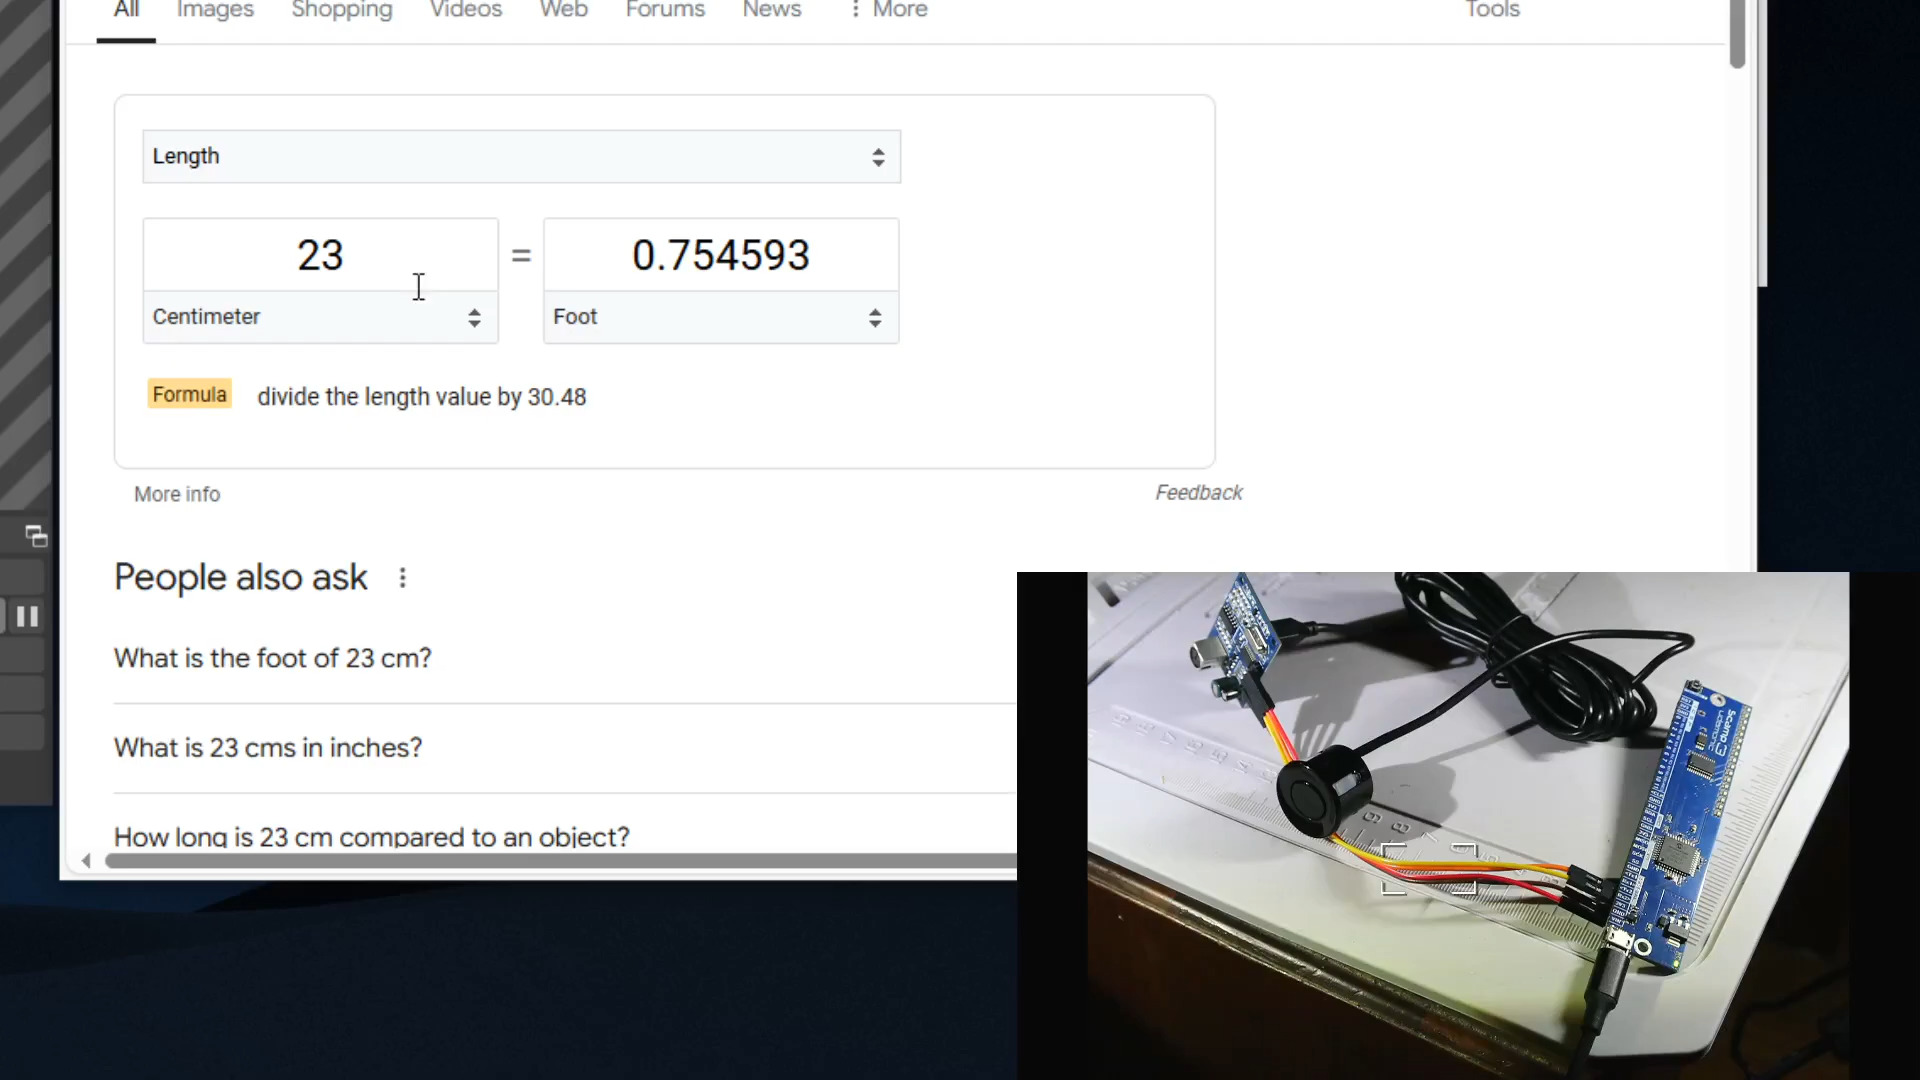 All Images Shopping Videos Web Forums News More Tools
Length
23 = 0.754593
Centimeter Foot
Formula divide the length value by 30.48
More info Feedback
People also ask
What is the foot of 23 cm?
What is 23 cms in inches?
How long is 23 cm compared to an object?
Scamp3